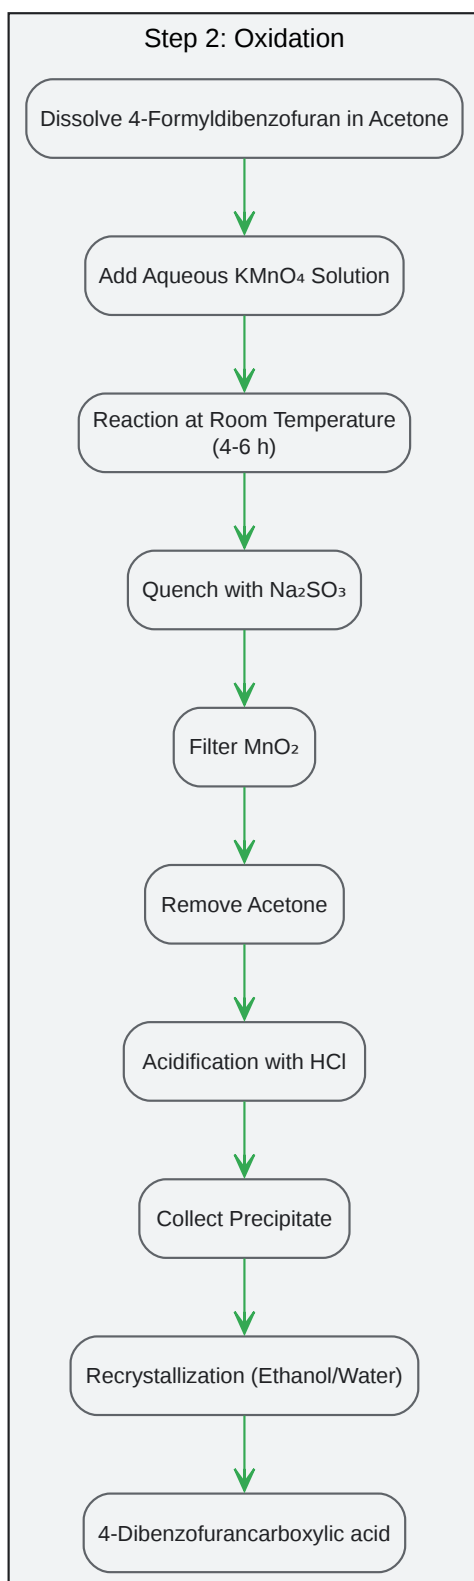 Step 2: Oxidation
Dissolve 4-Formyldibenzofuran in Acetone
Add Aqueous KMnO₄ Solution
Reaction at Room Temperature
(4-6 h)
Quench with Na₂SO₃
Filter MnO₂
Remove Acetone
Acidification with HCl
Collect Precipitate
Recrystallization (Ethanol/Water)
4-Dibenzofurancarboxylic acid